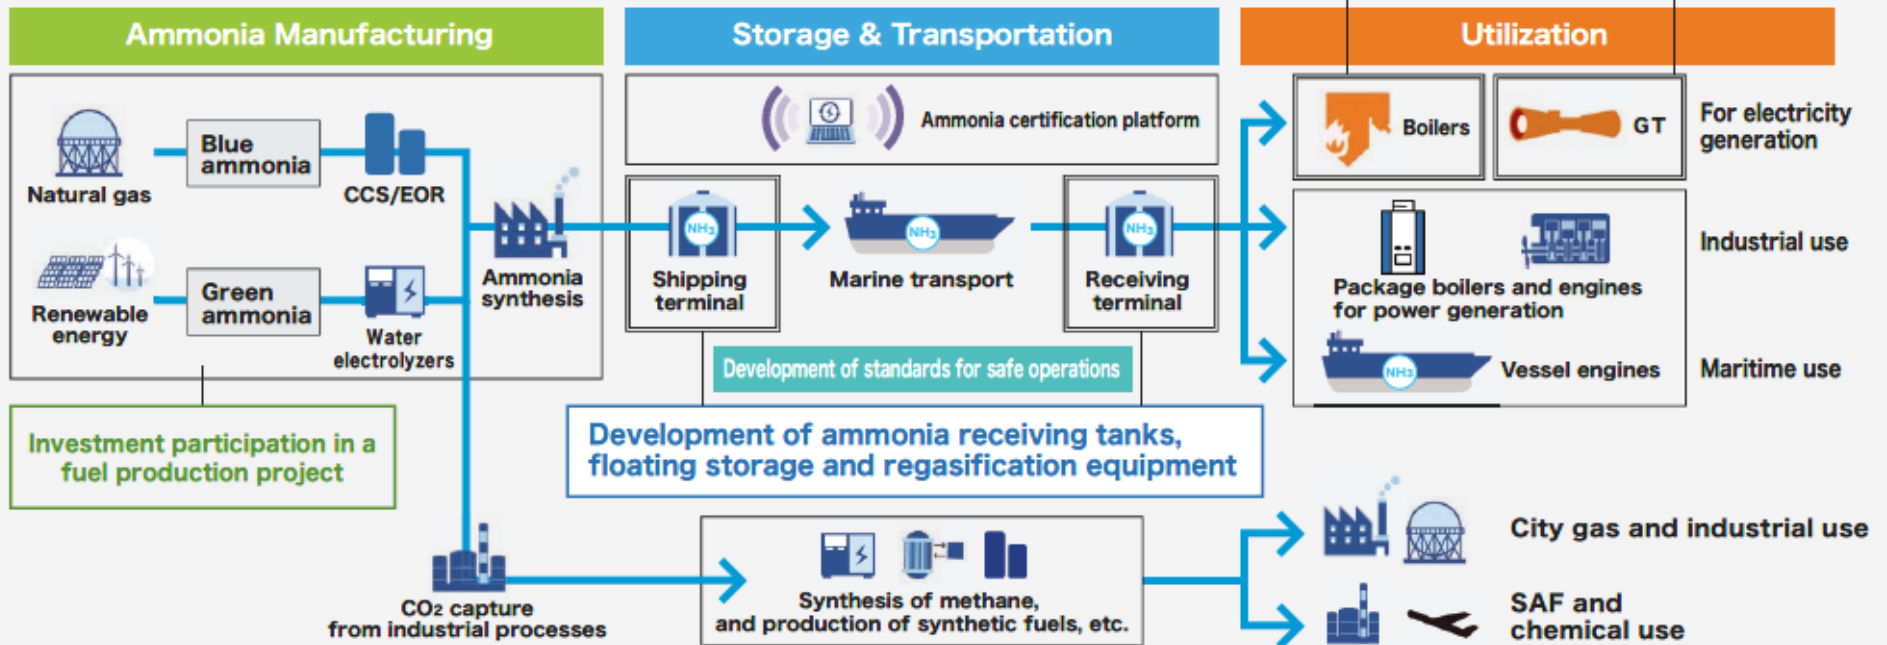 Ammonia Manufacturing
Storage & Transportation
Utilization
Natural gas
Blue
ammonia
CCS/EOR
Renewable
energy
Green
ammonia
Water
electrolyzers
Ammonia
synthesis
Investment participation in a
fuel production project
Ammonia certification platform
NH3
Shipping
terminal
NH3
Marine transport
NH3
Receiving
terminal
Development of standards for safe operations
Development of ammonia receiving tanks,
floating storage and regasification equipment
Boilers
GT
For electricity
generation
Package boilers and engines
for power generation
Industrial use
NH3
Vessel engines
Maritime use
CO2 capture
from industrial processes
Synthesis of methane,
and production of synthetic fuels, etc.
City gas and industrial use
SAF and
chemical use